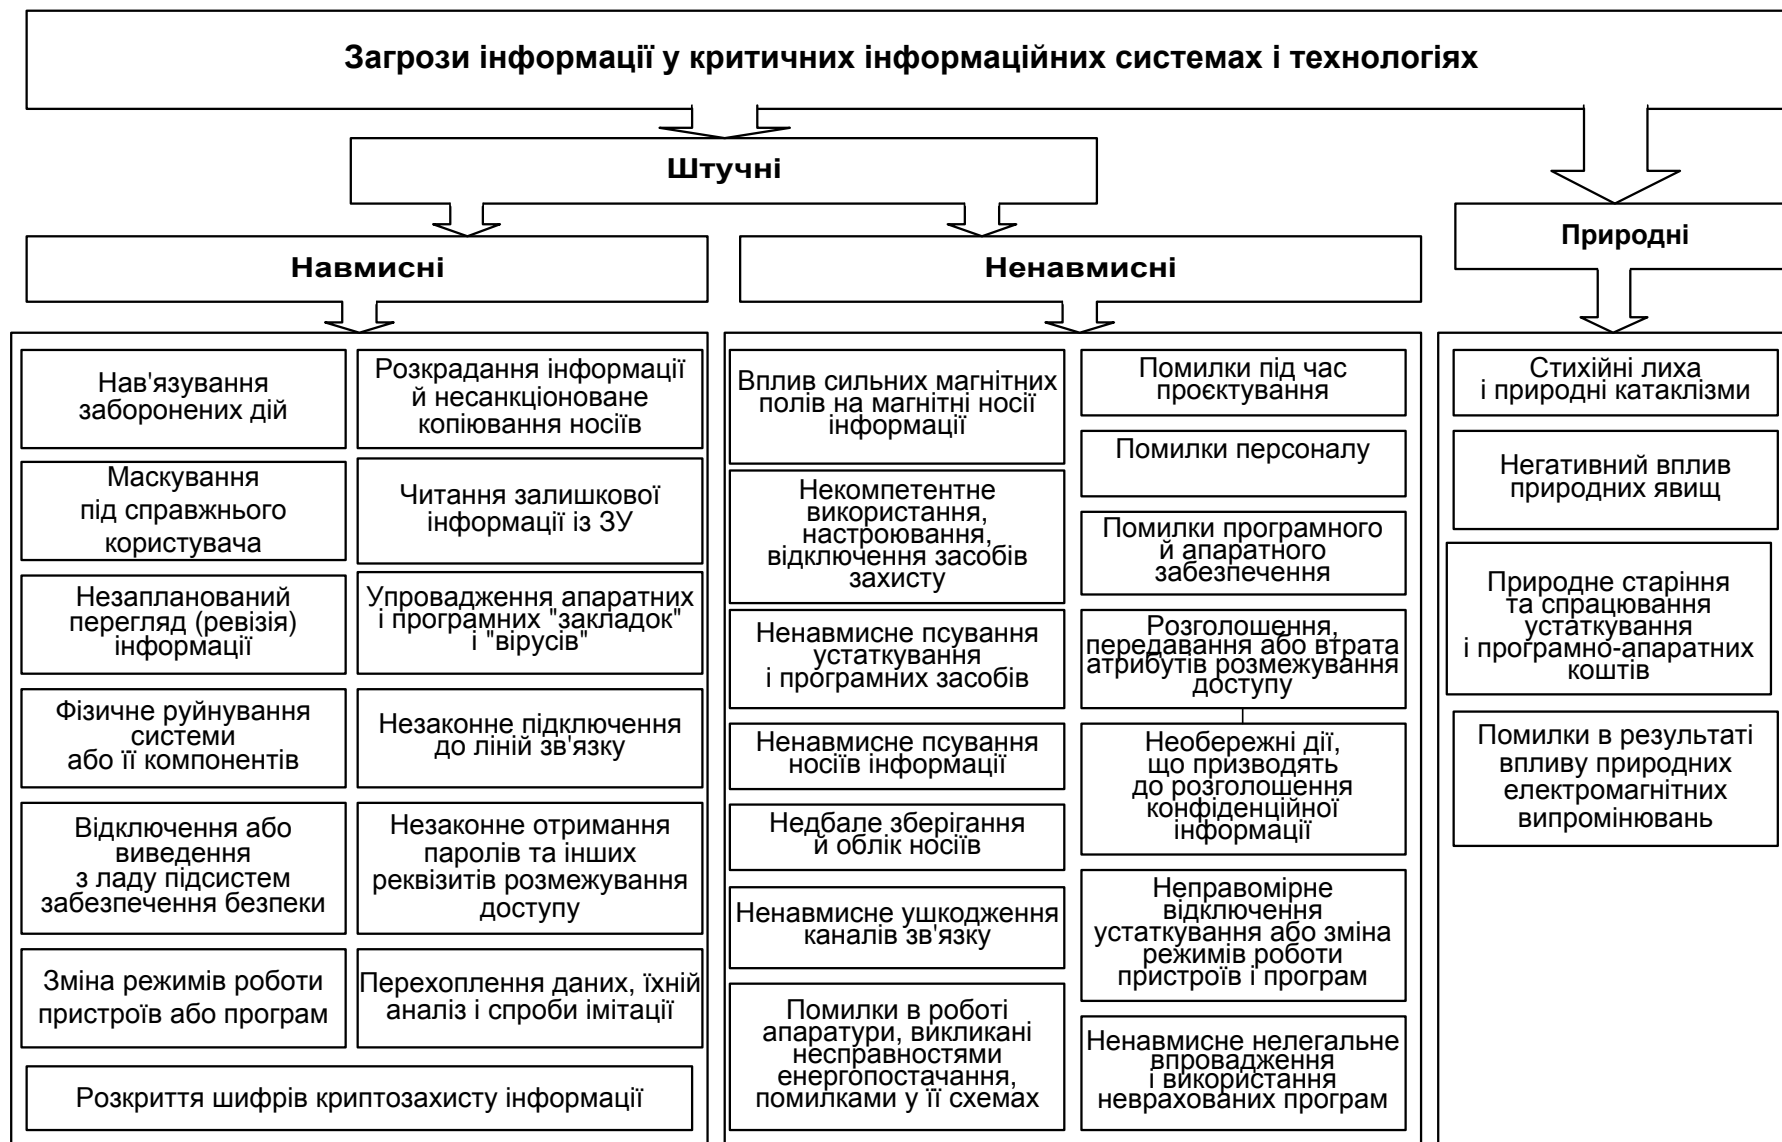 Загрози інформації у критичних інформаційних системах і технологіях
Штучні
Природні
Навмисні
Ненавмисні
Нав'язування
заборонених дій
Розкрадання інформації
й несанкціоноване
копіювання носіїв
Маскування
під справжнього
користувача
Читання залишкової
інформації із ЗУ
Незапланований
перегляд (ревізія)
інформації
Упровадження апаратних
і програмних "закладок"
і "вірусів"
Фізичне руйнування
системи
або її компонентів
Незаконне підключення
до ліній зв'язку
Відключення або
виведення
з ладу підсистем
забезпечення безпеки
Незаконне отримання
паролів та інших
реквізитів розмежування
доступу
Зміна режимів роботи
пристроїв або програм
Перехоплення даних, їхній
аналіз і спроби імітації
Розкриття шифрів криптозахисту інформації
Вплив сильних магнітних
полів на магнітні носії
інформації
Некомпетентне
використання,
настроювання,
відключення засобів
захисту
Ненавмисне псування
устаткування
і програмних засобів
Ненавмисне псування
носіїв інформації
Недбале зберігання
й облік носіїв
Ненавмисне ушкодження
каналів зв'язку
Помилки в роботі
апаратури, викликані
несправностями
енергопостачання,
помилками у її схемах
Помилки під час
проєктування
Помилки персоналу
Помилки програмного
й апаратного
забезпечення
Розголошення,
передавання або втрата
атрибутів розмежування
доступу
Необережні дії,
що призводять
до розголошення
конфіденційної
інформації
Неправомірне
відключення
устаткування або зміна
режимів роботи
пристроїв і програм
Ненавмисне нелегальне
впровадження
і використання
неврахованих програм
Стихійні лиха
і природні катаклізми
Негативний вплив
природних явищ
Природне старіння
та спрацювання
устаткування
і програмно-апаратних
коштів
Помилки в результаті
впливу природних
електромагнітних
випромінювань